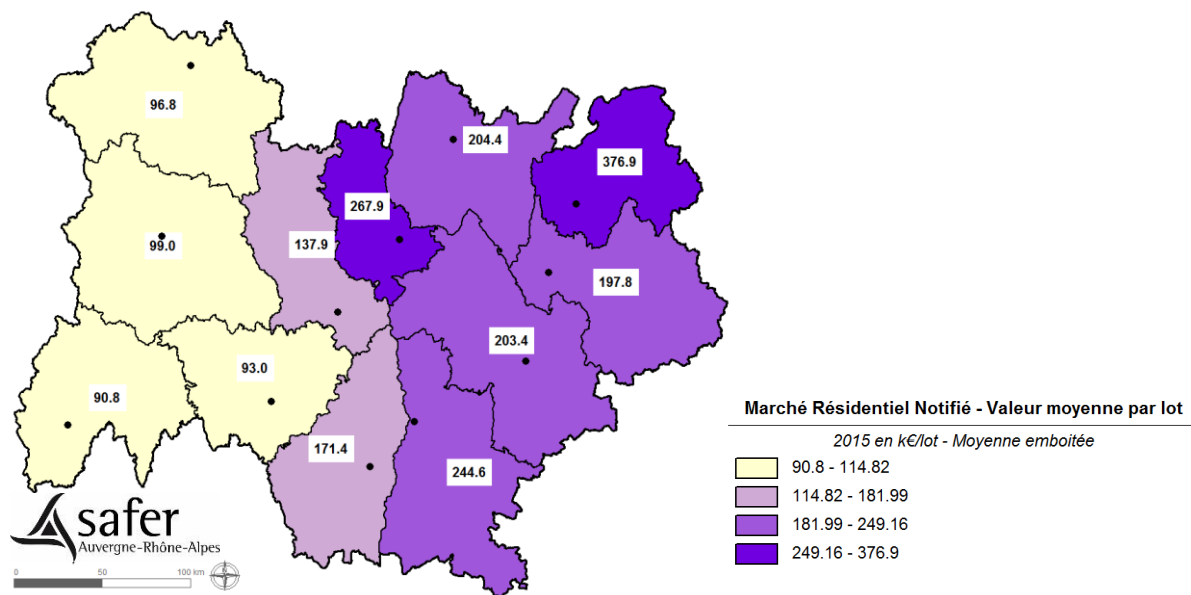 96.8
204.4
376.9
267.9
99.0
137.9
197.8
203.4
93.0
90.8
171.4
244.6
safer
Auvergne-Rhône-Alpes
0 50 100 km
N
Marché Résidentiel Notifié - Valeur moyenne par lot
2015 en k€/lot - Moyenne emboitée
90.8 - 114.82
114.82 - 181.99
181.99 - 249.16
249.16 - 376.9